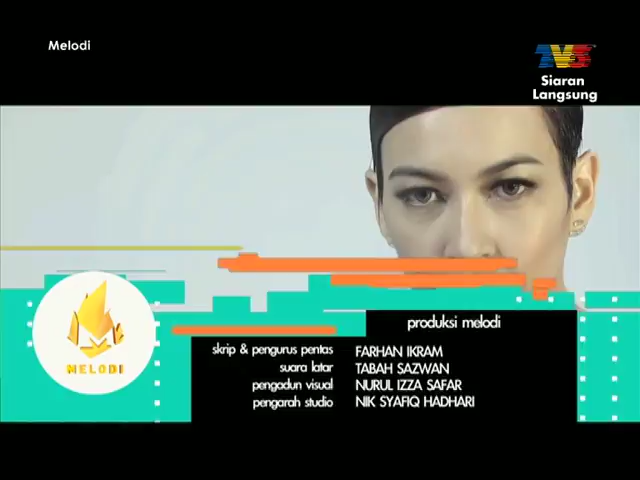 Melodi
TV3
Siaran
Langsung
produksi melodi
skrip & pengurus pentas FARHAN IKRAM
suara latar TABAH SAZWAN
pengadun visual NURUL IZZA SAFAR
pengarah studio NIK SYAFIQ HADHARI
M
MELODI